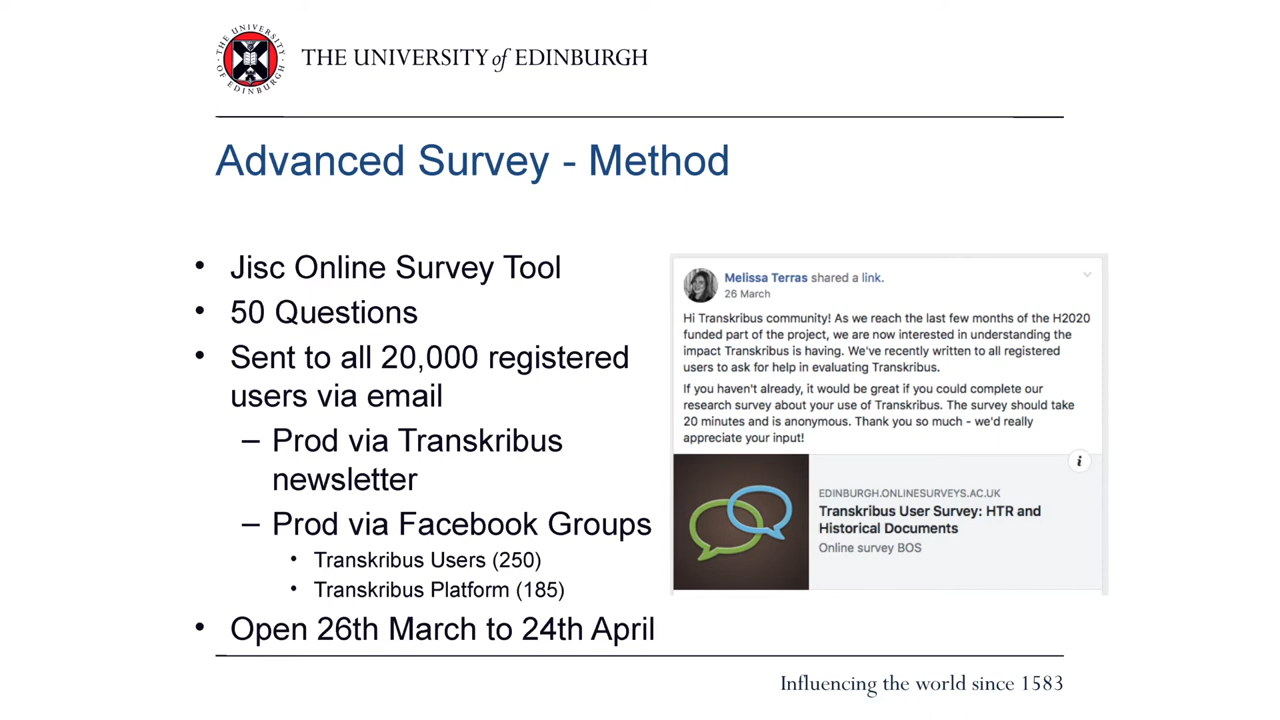 THE UNIVERSITY OF EDINBURGH
THE UNIVERSITY of EDINBURGH
Advanced Survey - Method
• Jisc Online Survey Tool
• 50 Questions
• Sent to all 20,000 registered
users via email
– Prod via Transkribus
newsletter
– Prod via Facebook Groups
• Transkribus Users (250)
• Transkribus Platform (185)
• Open 26th March to 24th April
Melissa Terras shared a link.
26 March
Hi Transkribus community! As we reach the last few months of the H2020
funded part of the project, we are now interested in understanding the
impact Transkribus is having. We've recently written to all registered
users to ask for help in evaluating Transkribus.
If you haven't already, it would be great if you could complete our
research survey about your use of Transkribus. The survey should take
20 minutes and is anonymous. Thank you so much - we'd really
appreciate your input!
i
EDINBURGH.ONLINESURVEYS.AC.UK
Transkribus User Survey: HTR and
Historical Documents
Online survey BOS
Influencing the world since 1583